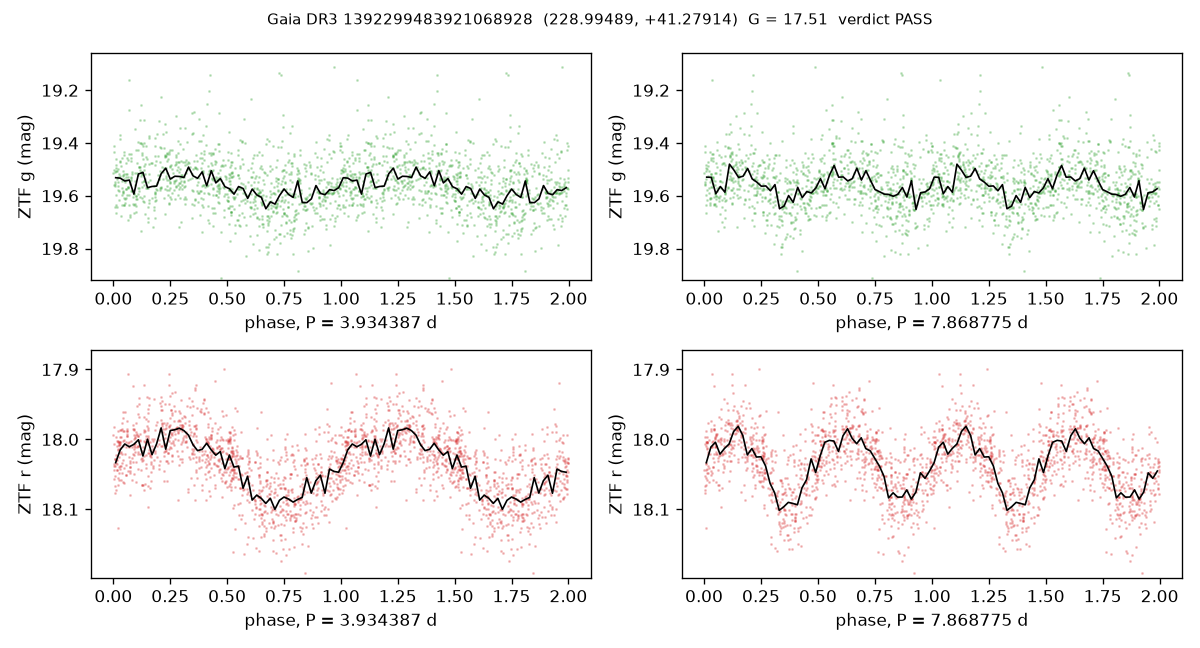 Gaia DR3 1392299483921068928 (228.99489, +41.27914) G = 17.51 verdict PASS
ZTF g (mag)
19.2
19.4
19.6
19.8
0.00 0.25 0.50 0.75 1.00 1.25 1.50 1.75 2.00
phase, P = 3.934387 d
ZTF g (mag)
19.2
19.4
19.6
19.8
0.00 0.25 0.50 0.75 1.00 1.25 1.50 1.75 2.00
phase, P = 7.868775 d
ZTF r (mag)
17.9
18.0
18.1
0.00 0.25 0.50 0.75 1.00 1.25 1.50 1.75 2.00
phase, P = 3.934387 d
ZTF r (mag)
17.9
18.0
18.1
0.00 0.25 0.50 0.75 1.00 1.25 1.50 1.75 2.00
phase, P = 7.868775 d